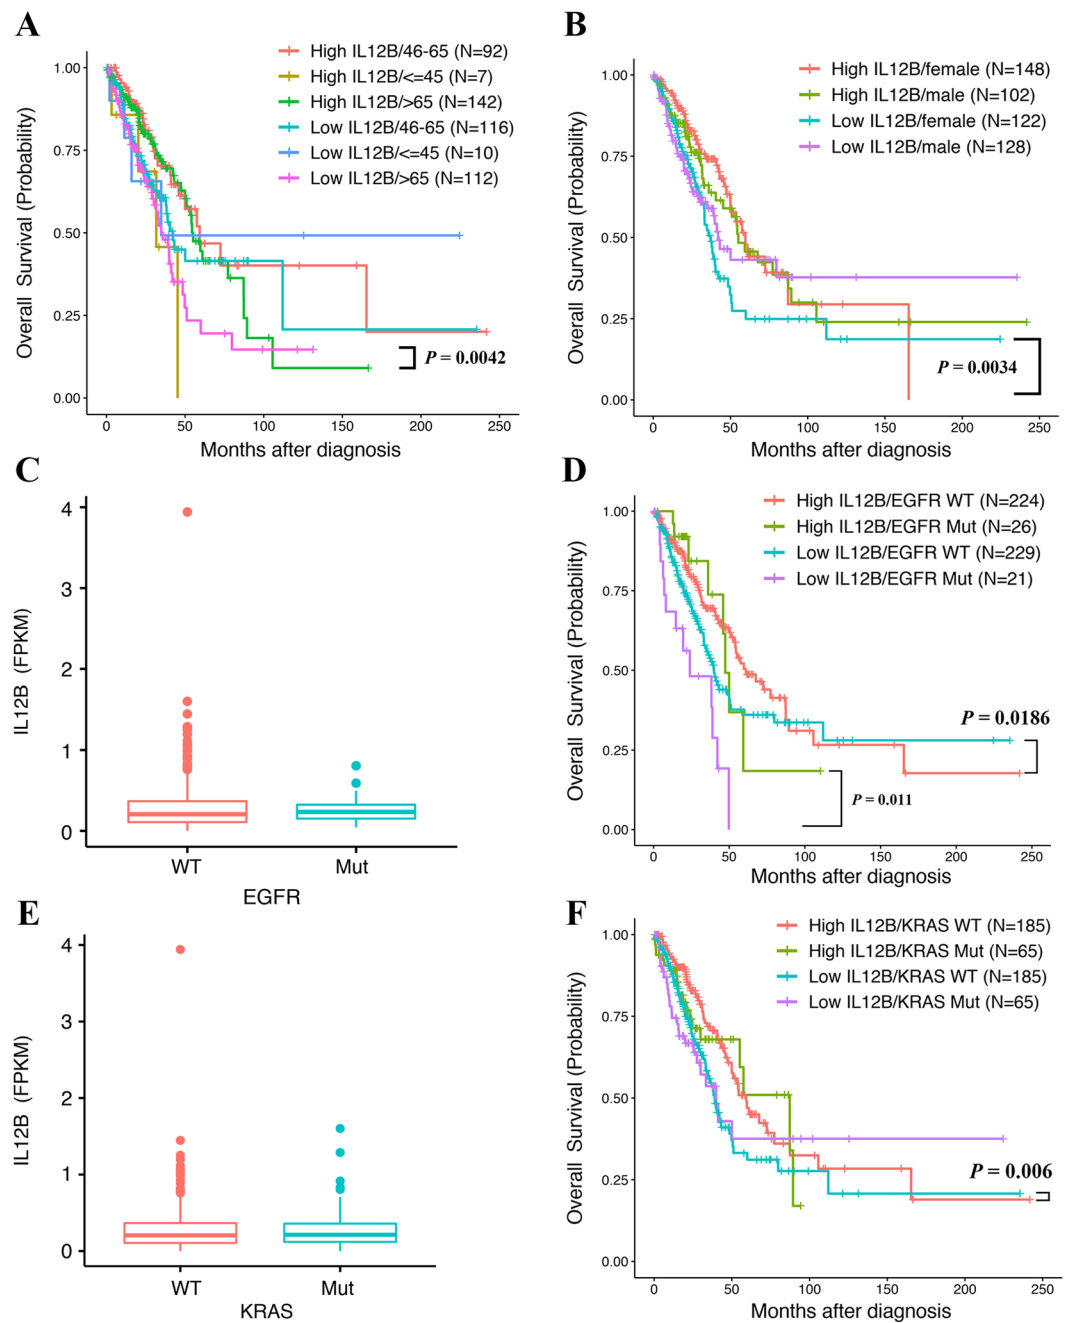 A
High IL12B/46-65 (N=92)
High IL12B/<=45 (N=7)
High IL12B/>65 (N=142)
Low IL12B/46-65 (N=116)
Low IL12B/<=45 (N=10)
Low IL12B/>65 (N=112)
Overall Survival (Probability)
1.00
0.75
0.50
0.25
0.00
P = 0.0042
0 50 100 150 200 250
Months after diagnosis
B
High IL12B/female (N=148)
High IL12B/male (N=102)
Low IL12B/female (N=122)
Low IL12B/male (N=128)
Overall Survival (Probability)
1.00
0.75
0.50
0.25
0.00
P = 0.0034
0 50 100 150 200 250
Months after diagnosis
C
IL12B (FPKM)
4
3
2
1
0
WT Mut
EGFR
D
High IL12B/EGFR WT (N=224)
High IL12B/EGFR Mut (N=26)
Low IL12B/EGFR WT (N=229)
Low IL12B/EGFR Mut (N=21)
Overall Survival (Probability)
1.00
0.75
0.50
0.25
0.00
P = 0.0186
P = 0.011
0 50 100 150 200 250
Months after diagnosis
E
IL12B (FPKM)
4
3
2
1
0
WT Mut
KRAS
F
High IL12B/KRAS WT (N=185)
High IL12B/KRAS Mut (N=65)
Low IL12B/KRAS WT (N=185)
Low IL12B/KRAS Mut (N=65)
Overall Survival (Probability)
1.00
0.75
0.50
0.25
0.00
P = 0.006
0 50 100 150 200 250
Months after diagnosis